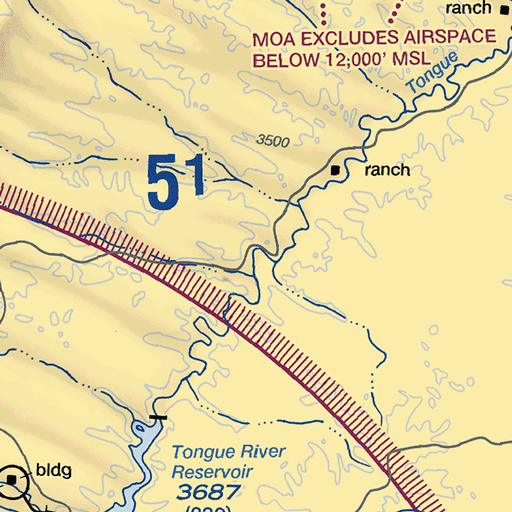 ranch
MOA EXCLUDES AIRSPACE
BELOW 12,000' MSL
Tongue
3500
ranch
51
Tongue River
Reservoir
3687
bldg